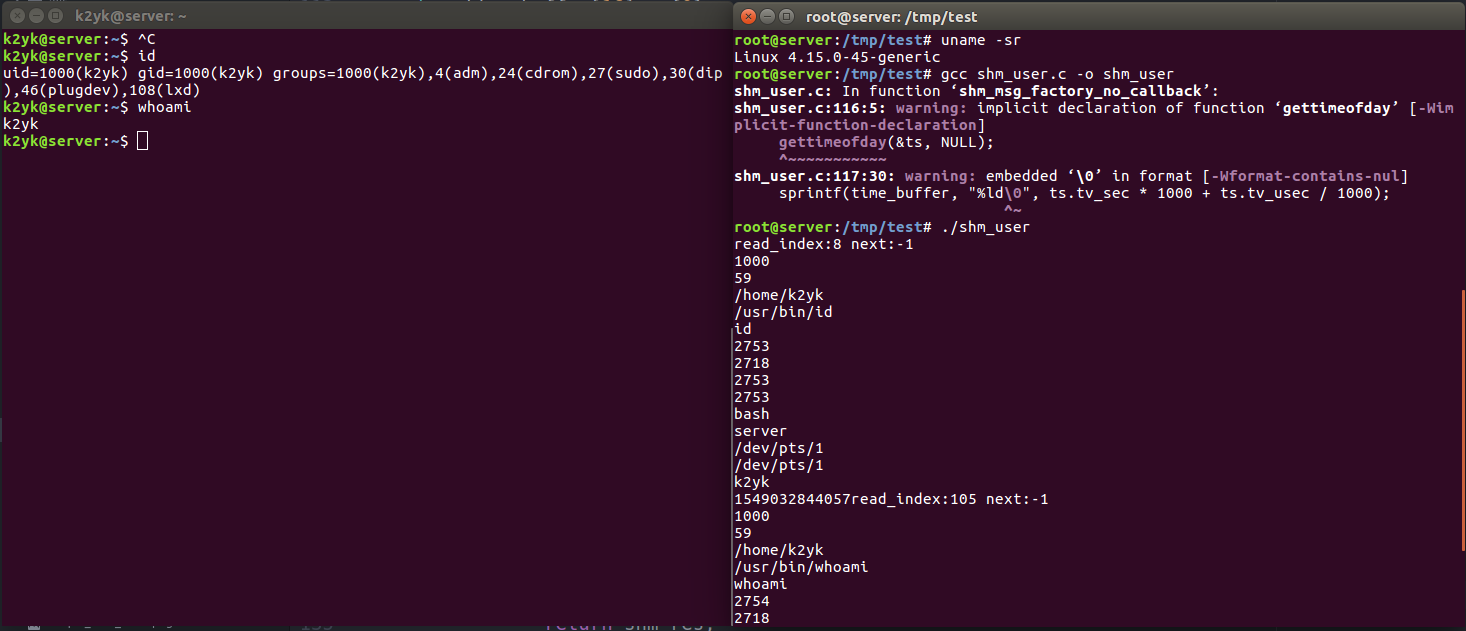 k2yk@server: ~
k2yk@server:~$ ^C
k2yk@server:~$ id
uid=1000(k2yk) gid=1000(k2yk) groups=1000(k2yk),4(adm),24(cdrom),27(sudo),30(dip
),46(plugdev),108(lxd)
k2yk@server:~$ whoami
k2yk
k2yk@server:~$
root@server: /tmp/test
root@server:/tmp/test# uname -sr
Linux 4.15.0-45-generic
root@server:/tmp/test# gcc shm_user.c -o shm_user
shm_user.c: In function ‘shm_msg_factory_no_callback’:
shm_user.c:116:5: warning: implicit declaration of function ‘gettimeofday’ [-Wim
plicit-function-declaration]
     gettimeofday(&ts, NULL);
     ^~~~~~~~~~~~
shm_user.c:117:30: warning: embedded ‘\0’ in format [-Wformat-contains-nul]
     sprintf(time_buffer, "%ld\0", ts.tv_sec * 1000 + ts.tv_usec / 1000);
                              ^~
root@server:/tmp/test# ./shm_user
read_index:8 next:-1
1000
59
/home/k2yk
/usr/bin/id
id
2753
2718
2753
2753
bash
server
/dev/pts/1
/dev/pts/1
k2yk
1549032844057read_index:105 next:-1
1000
59
/home/k2yk
/usr/bin/whoami
whoami
2754
2718